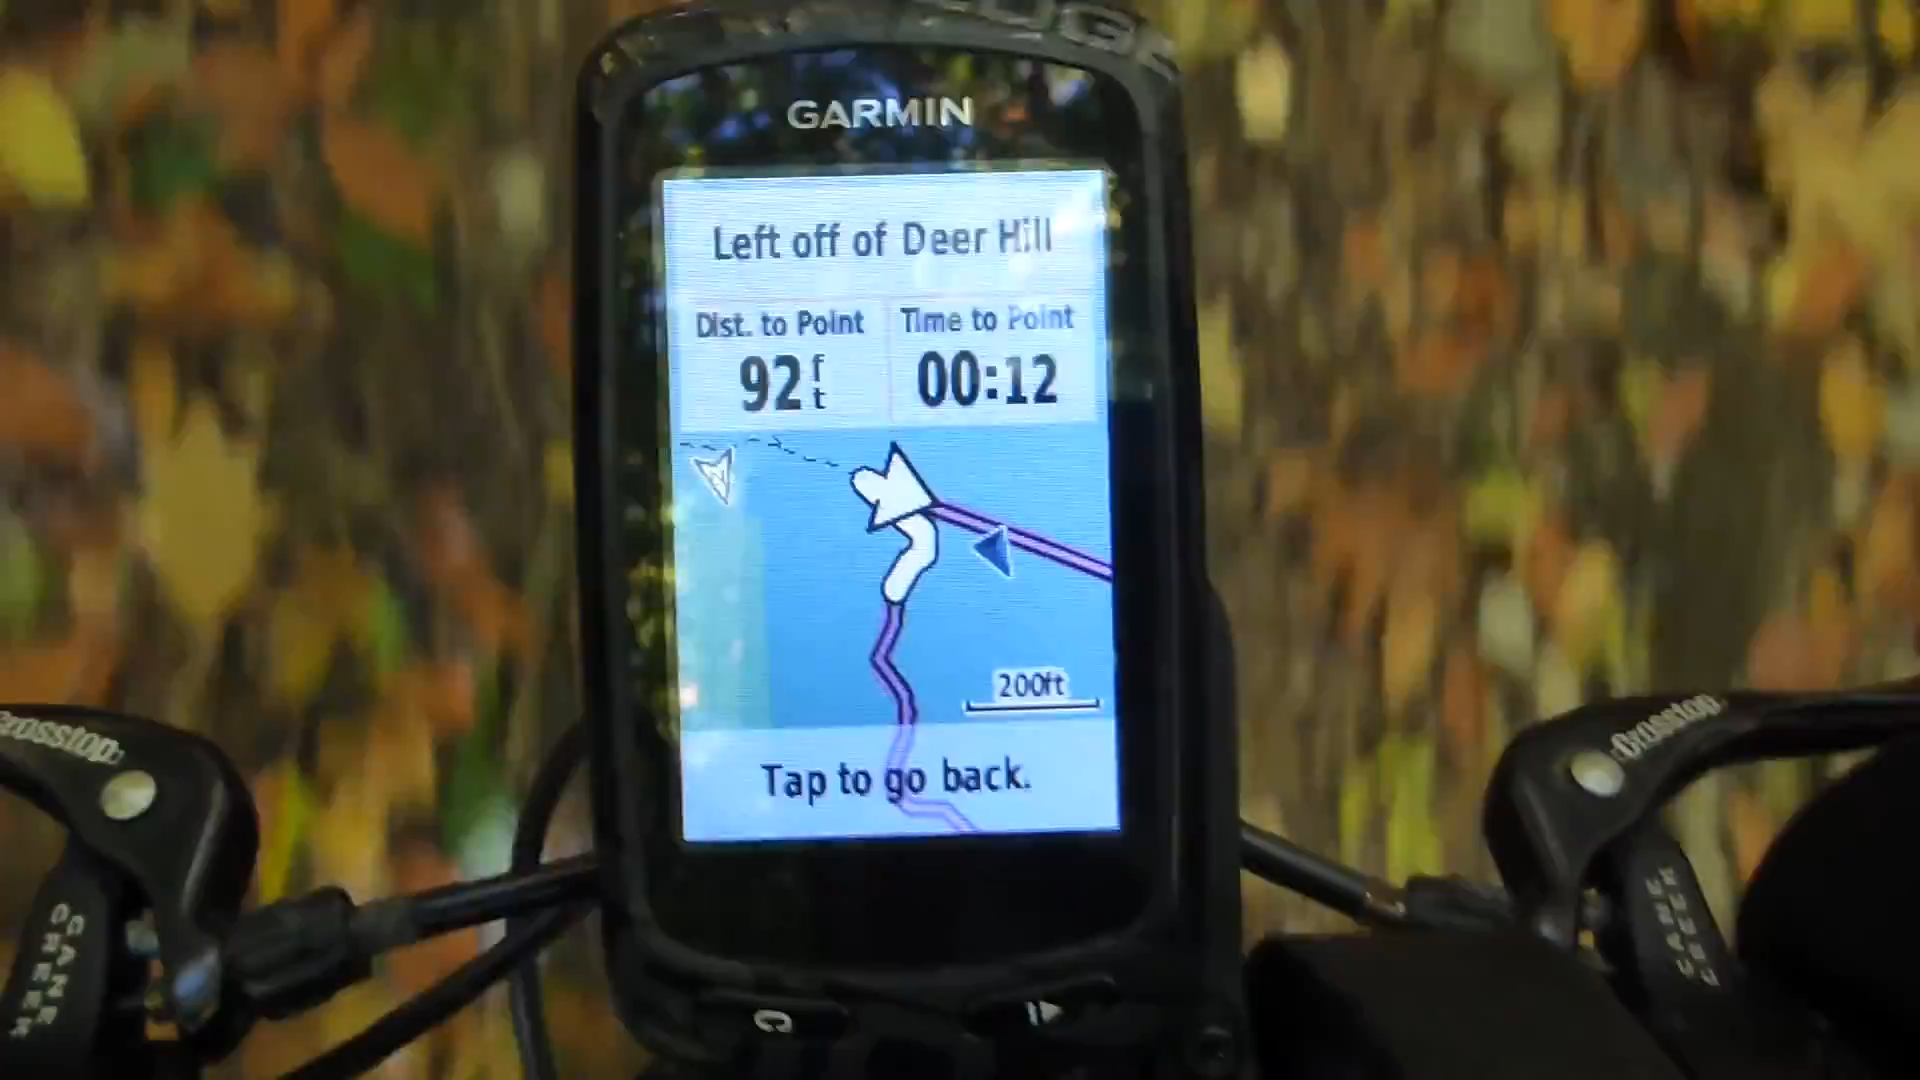 GARMIN
Left off of Deer Hill
Dist. to Point
Time to Point
92 ft
00:12
200ft
Tap to go back.
Crosstop
Crosstop
CANE
CREEK
CANE
CREEK